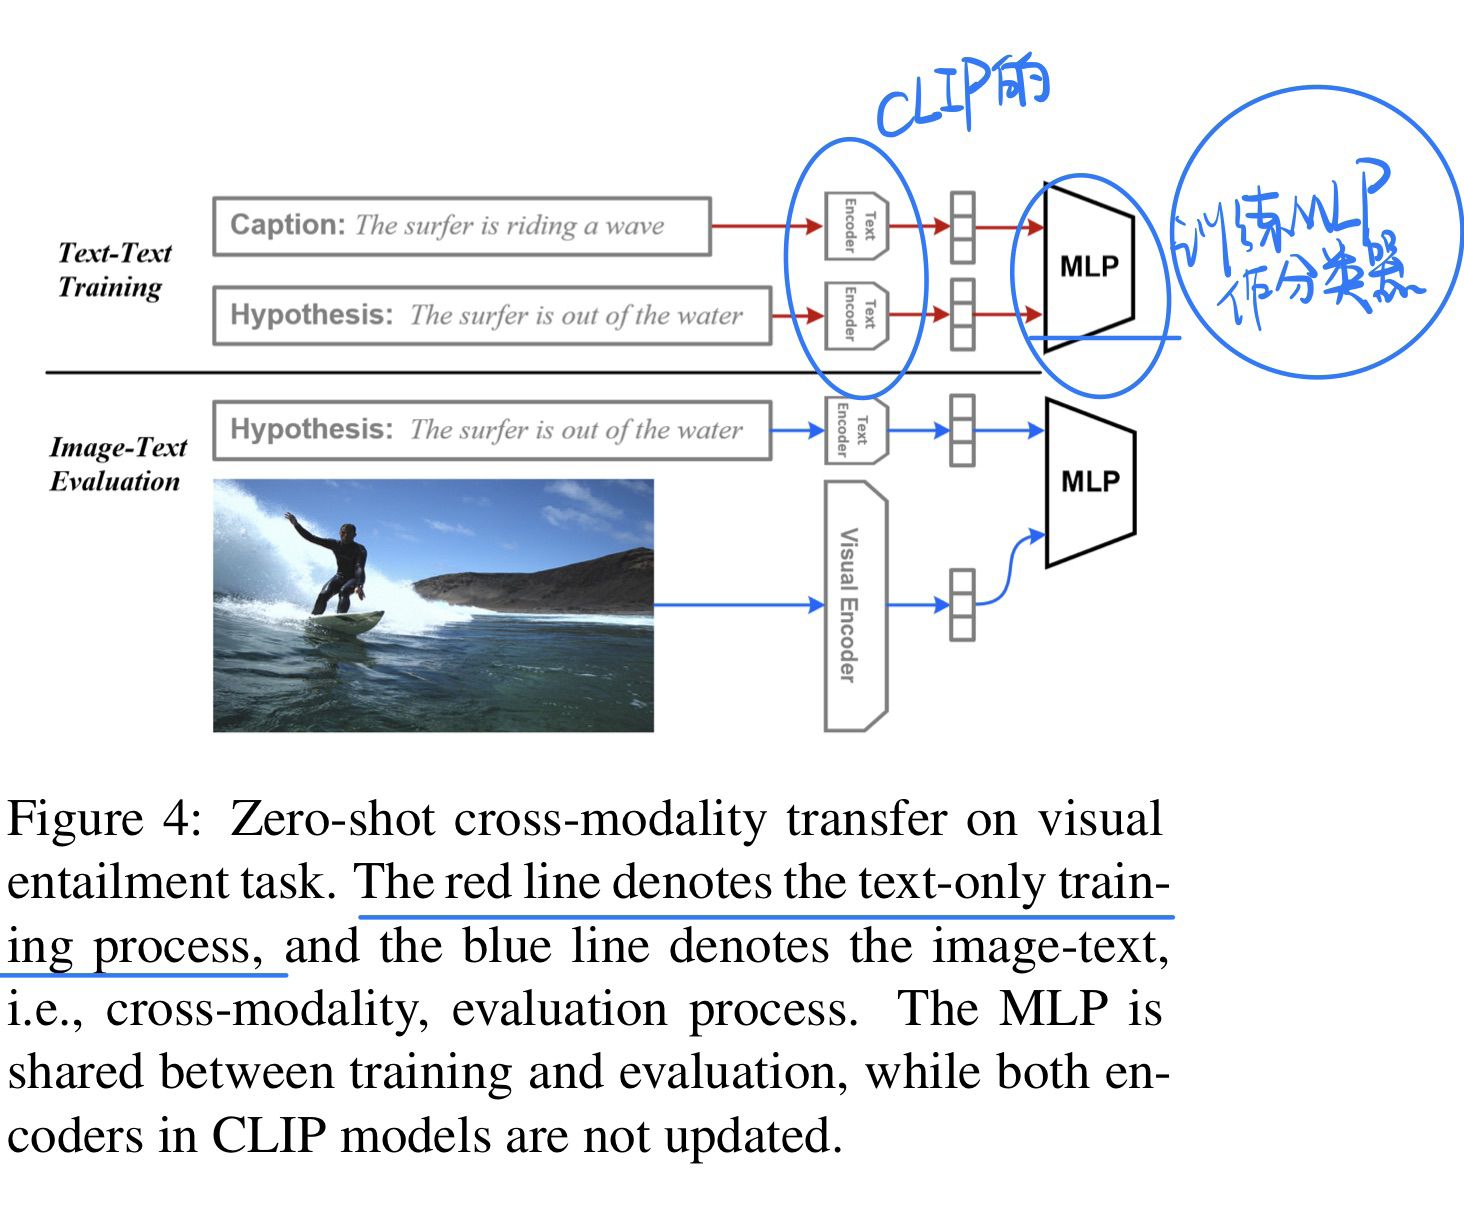 CLIP的
Caption: The surfer is riding a wave
Text
Encoder
Text-Text
Training
MLP
训练MLP
作分类器
Hypothesis: The surfer is out of the water
Text
Encoder
Hypothesis: The surfer is out of the water
Text
Encoder
Image-Text
Evaluation
MLP
Visual Encoder
Figure 4: Zero-shot cross-modality transfer on visual
entailment task. The red line denotes the text-only train-
ing process, and the blue line denotes the image-text,
i.e., cross-modality, evaluation process. The MLP is
shared between training and evaluation, while both en-
coders in CLIP models are not updated.